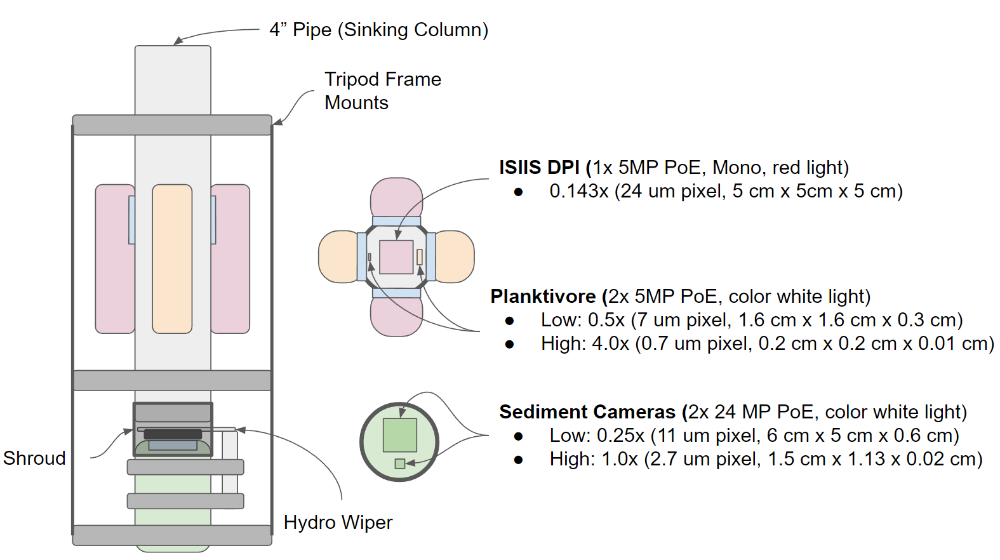 4” Pipe (Sinking Column)
Tripod Frame
Mounts
ISIIS DPI (1x 5MP PoE, Mono, red light)
● 0.143x (24 um pixel, 5 cm x 5cm x 5 cm)
Planktivore (2x 5MP PoE, color white light)
● Low: 0.5x (7 um pixel, 1.6 cm x 1.6 cm x 0.3 cm)
● High: 4.0x (0.7 um pixel, 0.2 cm x 0.2 cm x 0.01 cm)
Sediment Cameras (2x 24 MP PoE, color white light)
● Low: 0.25x (11 um pixel, 6 cm x 5 cm x 0.6 cm)
● High: 1.0x (2.7 um pixel, 1.5 cm x 1.13 x 0.02 cm)
Shroud
Hydro Wiper